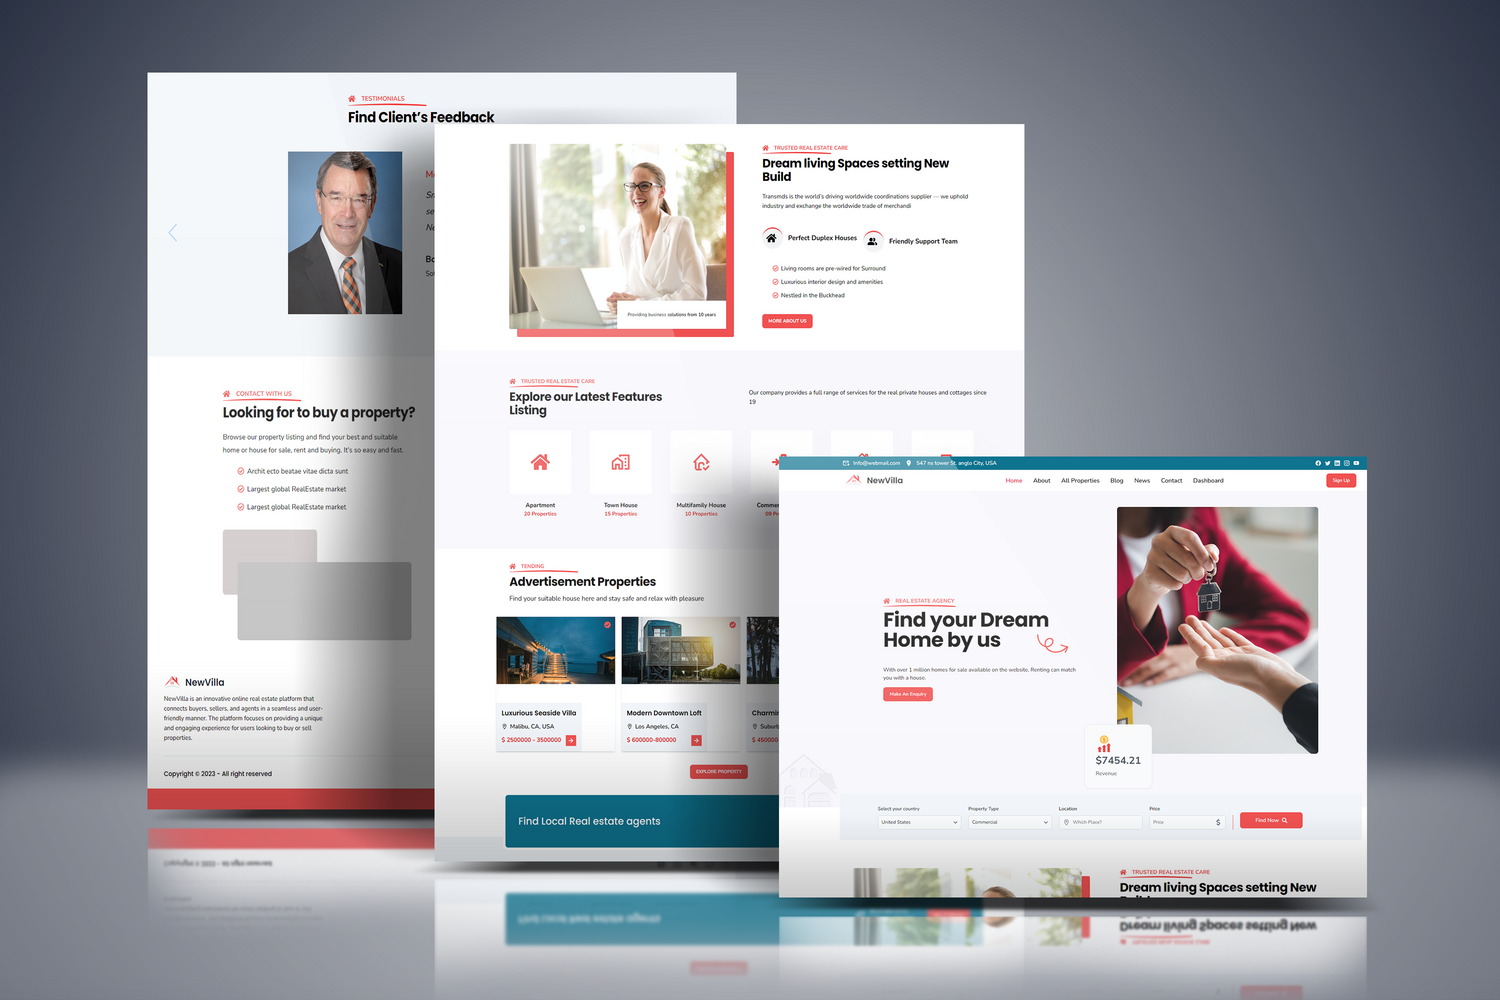 TESTIMONIALS
Find Client's Feedback
CONTACT WITH US
Looking for to buy a property?
Browse our property listing and find your best and suitable
home or house for sale, rent and buying. It's so easy and fast.
Archit ecto beatae vitae dicta sunt
Largest global RealEstate market
Largest global RealEstate market
NewVilla
NewVilla is an innovative online real estate platform that
connects buyers, sellers, and agents in a seamless and user-
friendly manner. The platform focuses on providing a unique
and engaging experience for users looking to buy or sell
properties.
Copyright © 2023 - All right reserved
TRUSTED REAL ESTATE CARE
Dream living Spaces setting New
Build
Transmds is the world's driving worldwide coordinations supplier — we uphold
industry and exchange the worldwide trade of merchandi
Perfect Duplex Houses
Friendly Support Team
Living rooms are pre-wired for Surround
Luxurious interior design and amenities
Nestled in the Buckhead
MORE ABOUT US
Providing business solutions from 10 years
TRUSTED REAL ESTATE CARE
Explore our Latest Features
Listing
Our company provides a full range of services for the real private houses and cottages since
19
Apartment
20 Properties
Town House
15 Properties
Multifamily House
10 Properties
TENDING
Advertisement Properties
Find your suitable house here and stay safe and relax with pleasure
Luxurious Seaside Villa
Malibu, CA, USA
$ 2500000 - 3500000
Modern Downtown Loft
Los Angeles, CA
$ 600000-800000
EXPLORE PROPERTY
Find Local Real estate agents
info@webmail.com
547 ns tower St. anglo City, USA
NewVilla
Home
About
All Properties
Blog
News
Contact
Dashboard
Sign Up
REAL ESTATE AGENCY
Find your Dream
Home by us
With over 1 million homes for sale available on the website, Renting can match
you with a house.
Make An Enquiry
$7454.21
Revenue
Select your country
United States
Property Type
Commercial
Location
Which Place?
Price
Price
$
Find Now
TRUSTED REAL ESTATE CARE
Dream living Spaces setting New